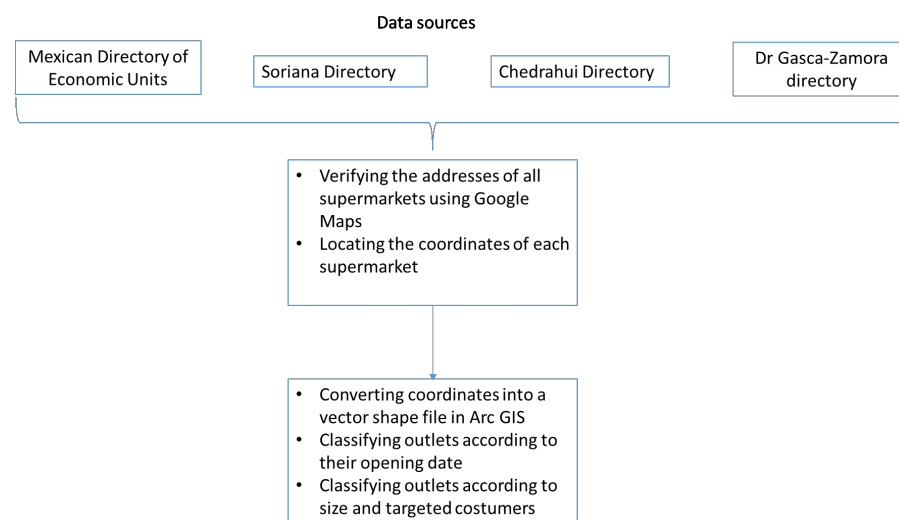 Data sources
Mexican Directory of
Economic Units
Soriana Directory
Chedrahui Directory
Dr Gasca-Zamora
directory
• Verifying the addresses of all
supermarkets using Google
Maps
• Locating the coordinates of each
supermarket
• Converting coordinates into a
vector shape file in Arc GIS
• Classifying outlets according to
their opening date
• Classifying outlets according to
size and targeted costumers